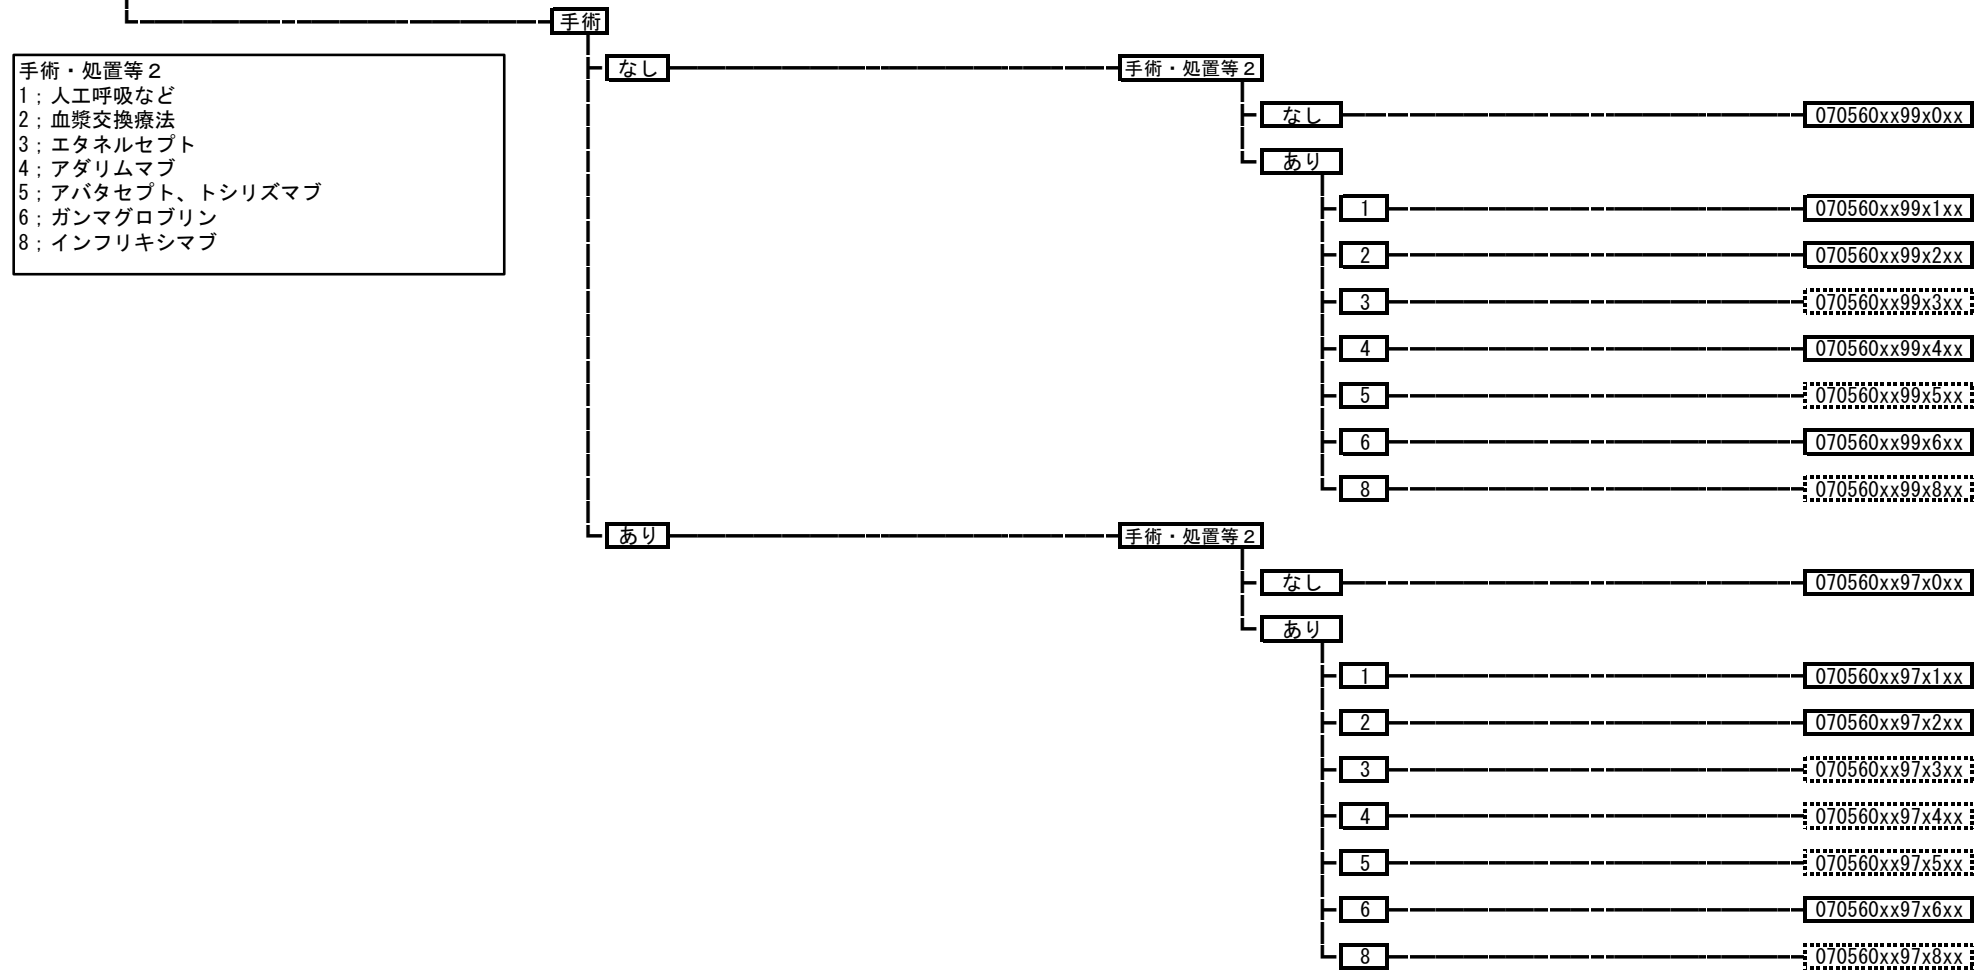 手術
手術・処置等２
1；人工呼吸など
2；血漿交換療法
3；エタネルセプト
4；アダリムマブ
5；アバタセプト、トシリズマブ
6；ガンマグロブリン
8；インフリキシマブ
なし 手術・処置等２
なし 070560xx99x0xx
あり
1 070560xx99x1xx
2 070560xx99x2xx
3 070560xx99x3xx
4 070560xx99x4xx
5 070560xx99x5xx
6 070560xx99x6xx
8 070560xx99x8xx
あり 手術・処置等２
なし 070560xx97x0xx
あり
1 070560xx97x1xx
2 070560xx97x2xx
3 070560xx97x3xx
4 070560xx97x4xx
5 070560xx97x5xx
6 070560xx97x6xx
8 070560xx97x8xx